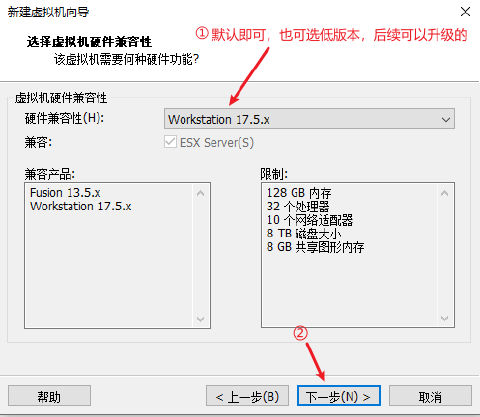 新建虚拟机向导
①默认即可，也可选低版本，后续可以升级的
选择虚拟机硬件兼容性
该虚拟机需要何种硬件功能?
虚拟机硬件兼容性
硬件兼容性(H): Workstation 17.5.x
兼容: ESX Server(S)
兼容产品: 限制:
Fusion 13.5.x 128 GB 内存
Workstation 17.5.x 32 个处理器
10 个网络适配器
8 TB 磁盘大小
8 GB 共享图形内存
②
帮助 < 上一步(B) 下一步(N) > 取消